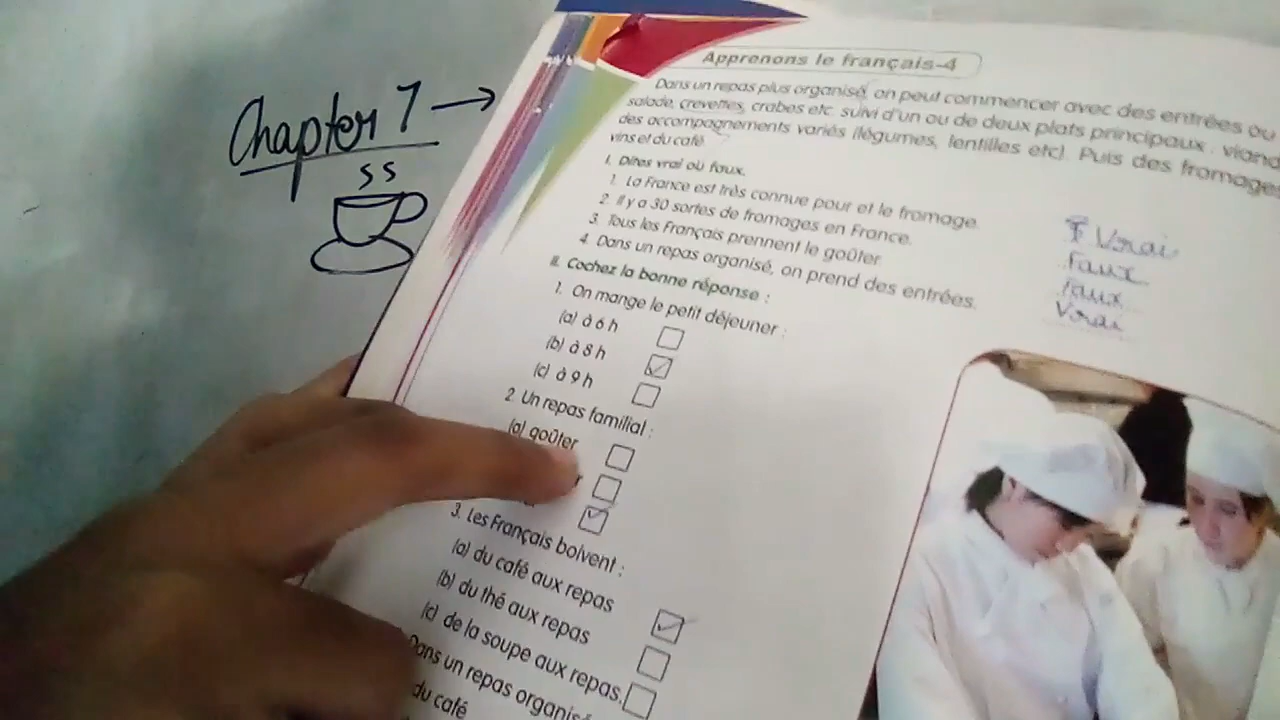 Chapter 7 →
Apprenons le français-4
Dans un repas plus organisé, on peut commencer avec des entrées ou
salade, crevettes, crabes etc. suivi d'un ou de deux plats principaux : viand
des accompagnements variés (légumes, lentilles etc). Puis des fromages
vins et du café.
I. Dites vrai où faux.
1. La France est très connue pour et le fromage.
2. Il y a 30 sortes de fromages en France.
3. Tous les Français prennent le goûter
4. Dans un repas organisé, on prend des entrées.
Vrai
faux
faux
Vrai
II. Cochez la bonne réponse :
1. On mange le petit déjeuner :
(a) à 6 h
(b) à 8 h
(c) à 9 h
2. Un repas familial :
(a) goûter
3. Les Français boivent :
(a) du café aux repas
(b) du thé aux repas
(c) de la soupe aux repas.
Dans un repas organisé
du café